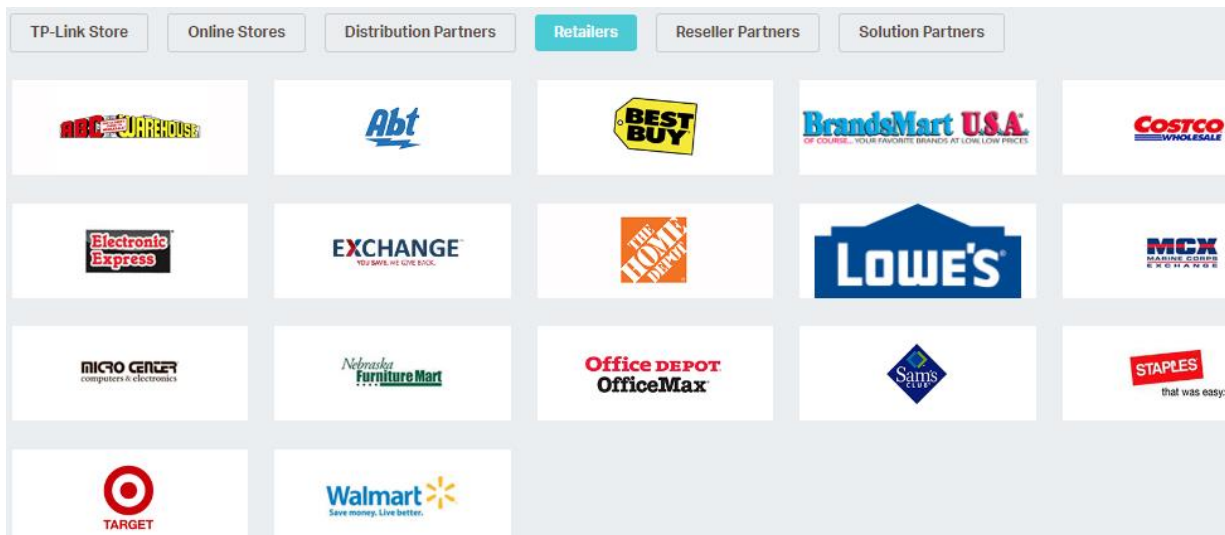 TP-Link Store Online Stores Distribution Partners Retailers Reseller Partners Solution Partners
ABC WAREHOUSE
Abt
BEST
BUY
BrandsMart U.S.A.
OF COURSE... YOUR FAVORITE BRANDS AT LOW, LOW PRICES
COSTCO
WHOLESALE
Electronic
Express
EXCHANGE
YOU SAVE. WE GIVE BACK.
THE
HOME
DEPOT
LOWE'S
MCX
MARINE CORPS
EXCHANGE
MICRO CENTER
computers & electronics
Nebraska
Furniture Mart
Office DEPOT
OfficeMax
Sam's
CLUB
STAPLES
that was easy.
TARGET
Walmart
Save money. Live better.